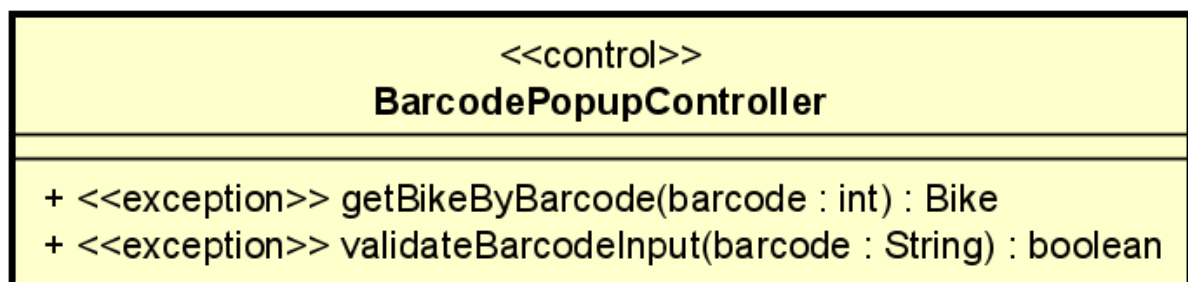 <<control>>
BarcodePopupController
+ <<exception>> getBikeByBarcode(barcode : int) : Bike
+ <<exception>> validateBarcodeInput(barcode : String) : boolean